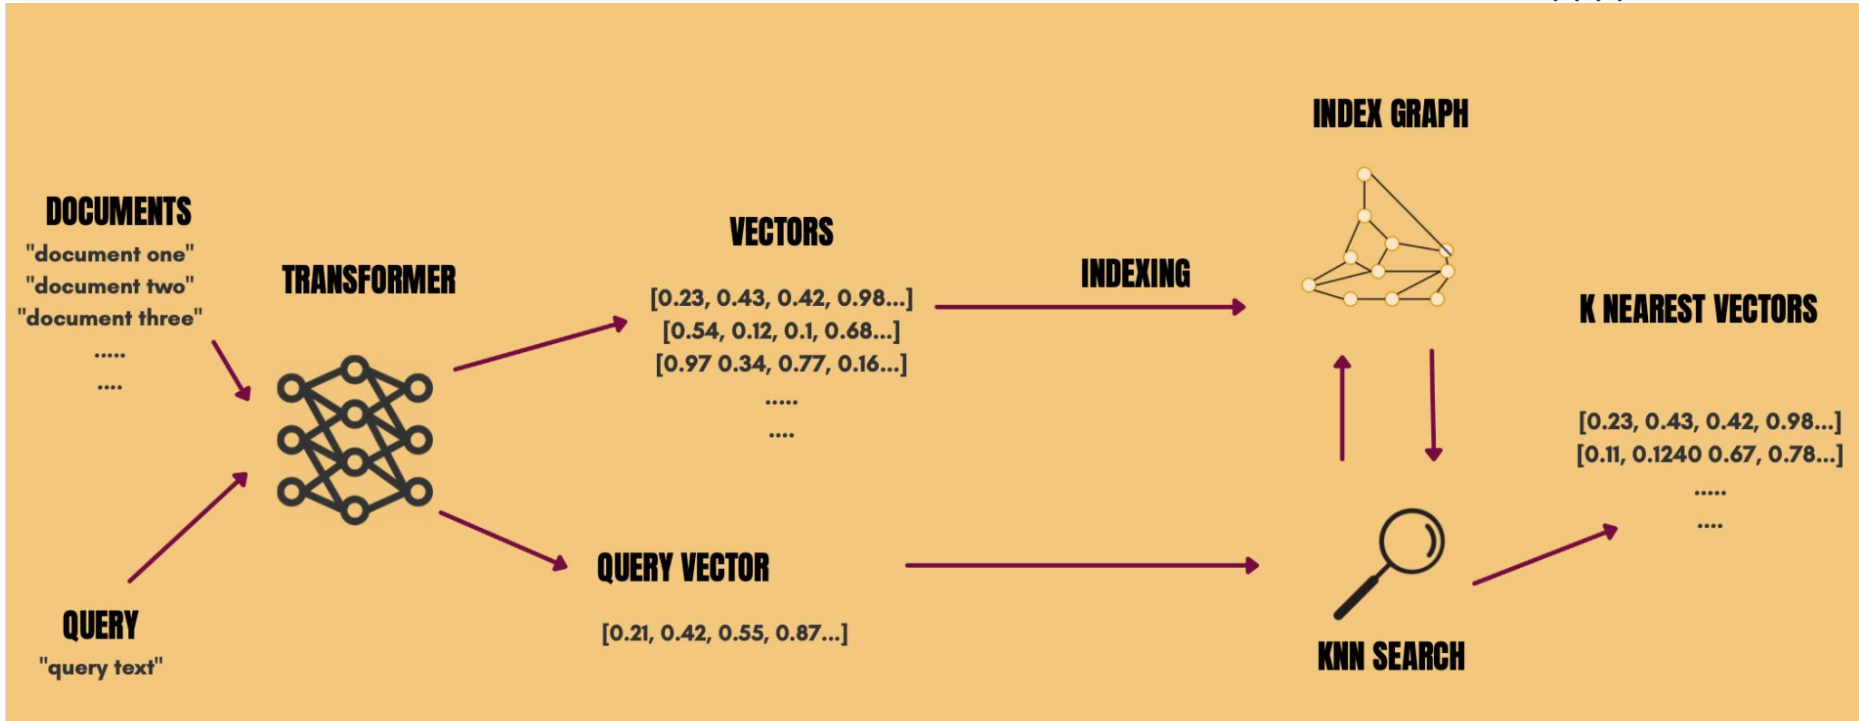 DOCUMENTS
"document one"
"document two"
"document three"
.....
....
QUERY
"query text"
TRANSFORMER
VECTORS
[0.23, 0.43, 0.42, 0.98...]
[0.54, 0.12, 0.1, 0.68...]
[0.97 0.34, 0.77, 0.16...]
.....
....
QUERY VECTOR
[0.21, 0.42, 0.55, 0.87...]
INDEXING
INDEX GRAPH
KNN SEARCH
K NEAREST VECTORS
[0.23, 0.43, 0.42, 0.98...]
[0.11, 0.1240 0.67, 0.78...]
.....
....